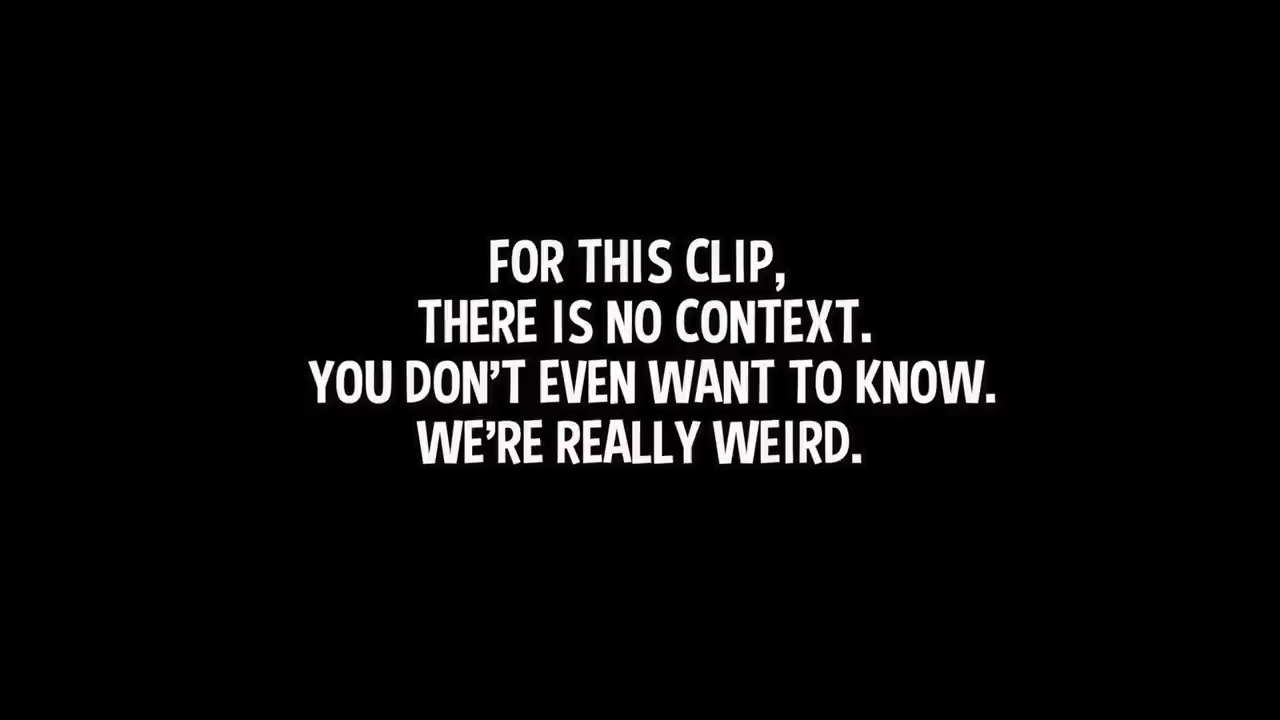 FOR THIS CLIP,
THERE IS NO CONTEXT.
YOU DON'T EVEN WANT TO KNOW.
WE'RE REALLY WEIRD.